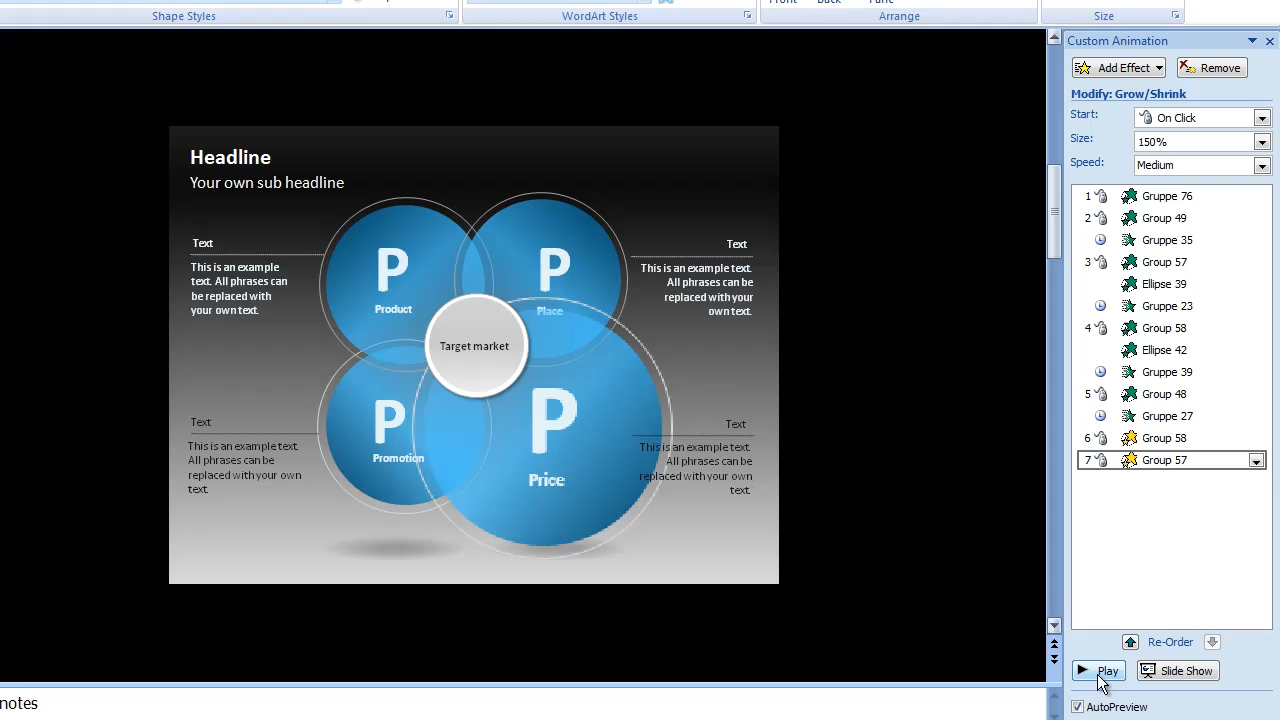 Shape Styles
WordArt Styles
Arrange
Size
Custom Animation
Add Effect
Remove
Modify: Grow/Shrink
Start:
On Click
Size:
150%
Speed:
Medium
1 Gruppe 76
2 Group 49
Gruppe 35
3 Group 57
Ellipse 39
Gruppe 23
4 Group 58
Ellipse 42
Gruppe 39
5 Group 48
Gruppe 27
6 Group 58
7 Group 57
Re-Order
Play
Slide Show
AutoPreview
Headline
Your own sub headline
Text
This is an example
text. All phrases can
be replaced with
your own text.
P
Product
P
Place
Text
This is an example text.
All phrases can be
replaced with your
own text.
Target market
Text
This is an example text.
All phrases can be
replaced with your own
text.
P
Promotion
P
Price
Text
This is an example text.
All phrases can be
replaced with your own
text.
notes